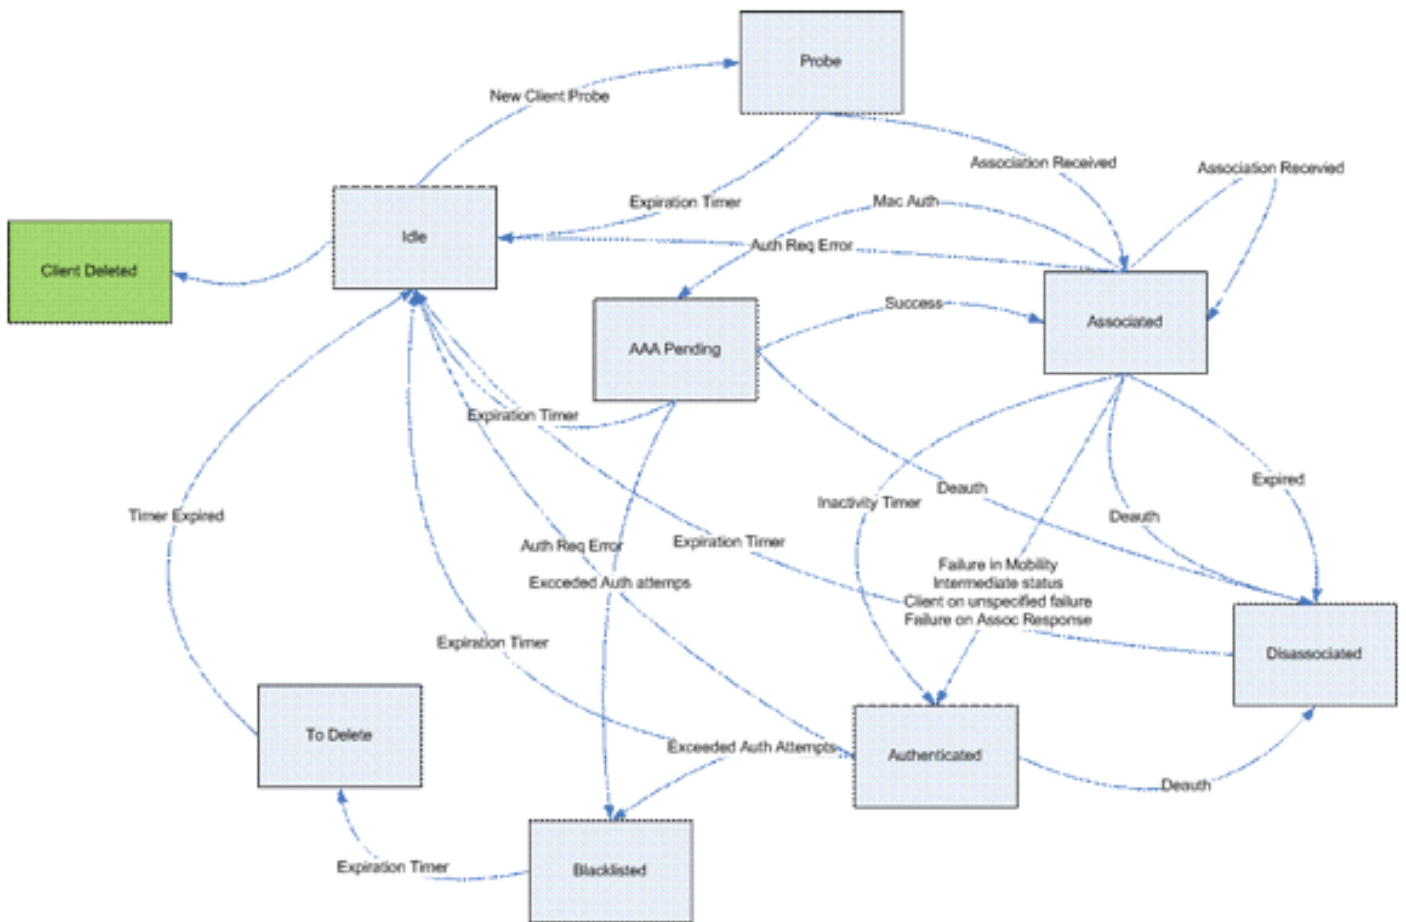 Probe
New Client Probe
Association Received
Association Recevied
Expiration Timer
Mac Auth
Idle
Auth Req Error
Client Deleted
Success
Associated
AAA Pending
Expiration Timer
Expired
Deauth
Inactivity Timer
Deauth
Timer Expired
Auth Req Error
Expiration Timer
Failure in Mobility
Intermediate status
Client on unspecified failure
Failure on Assoc Response
Excceded Auth attemps
Expiration Timer
Disassociated
To Delete
Exceeded Auth Attempts
Authenticated
Deauth
Expiration Timer
Blacklisted